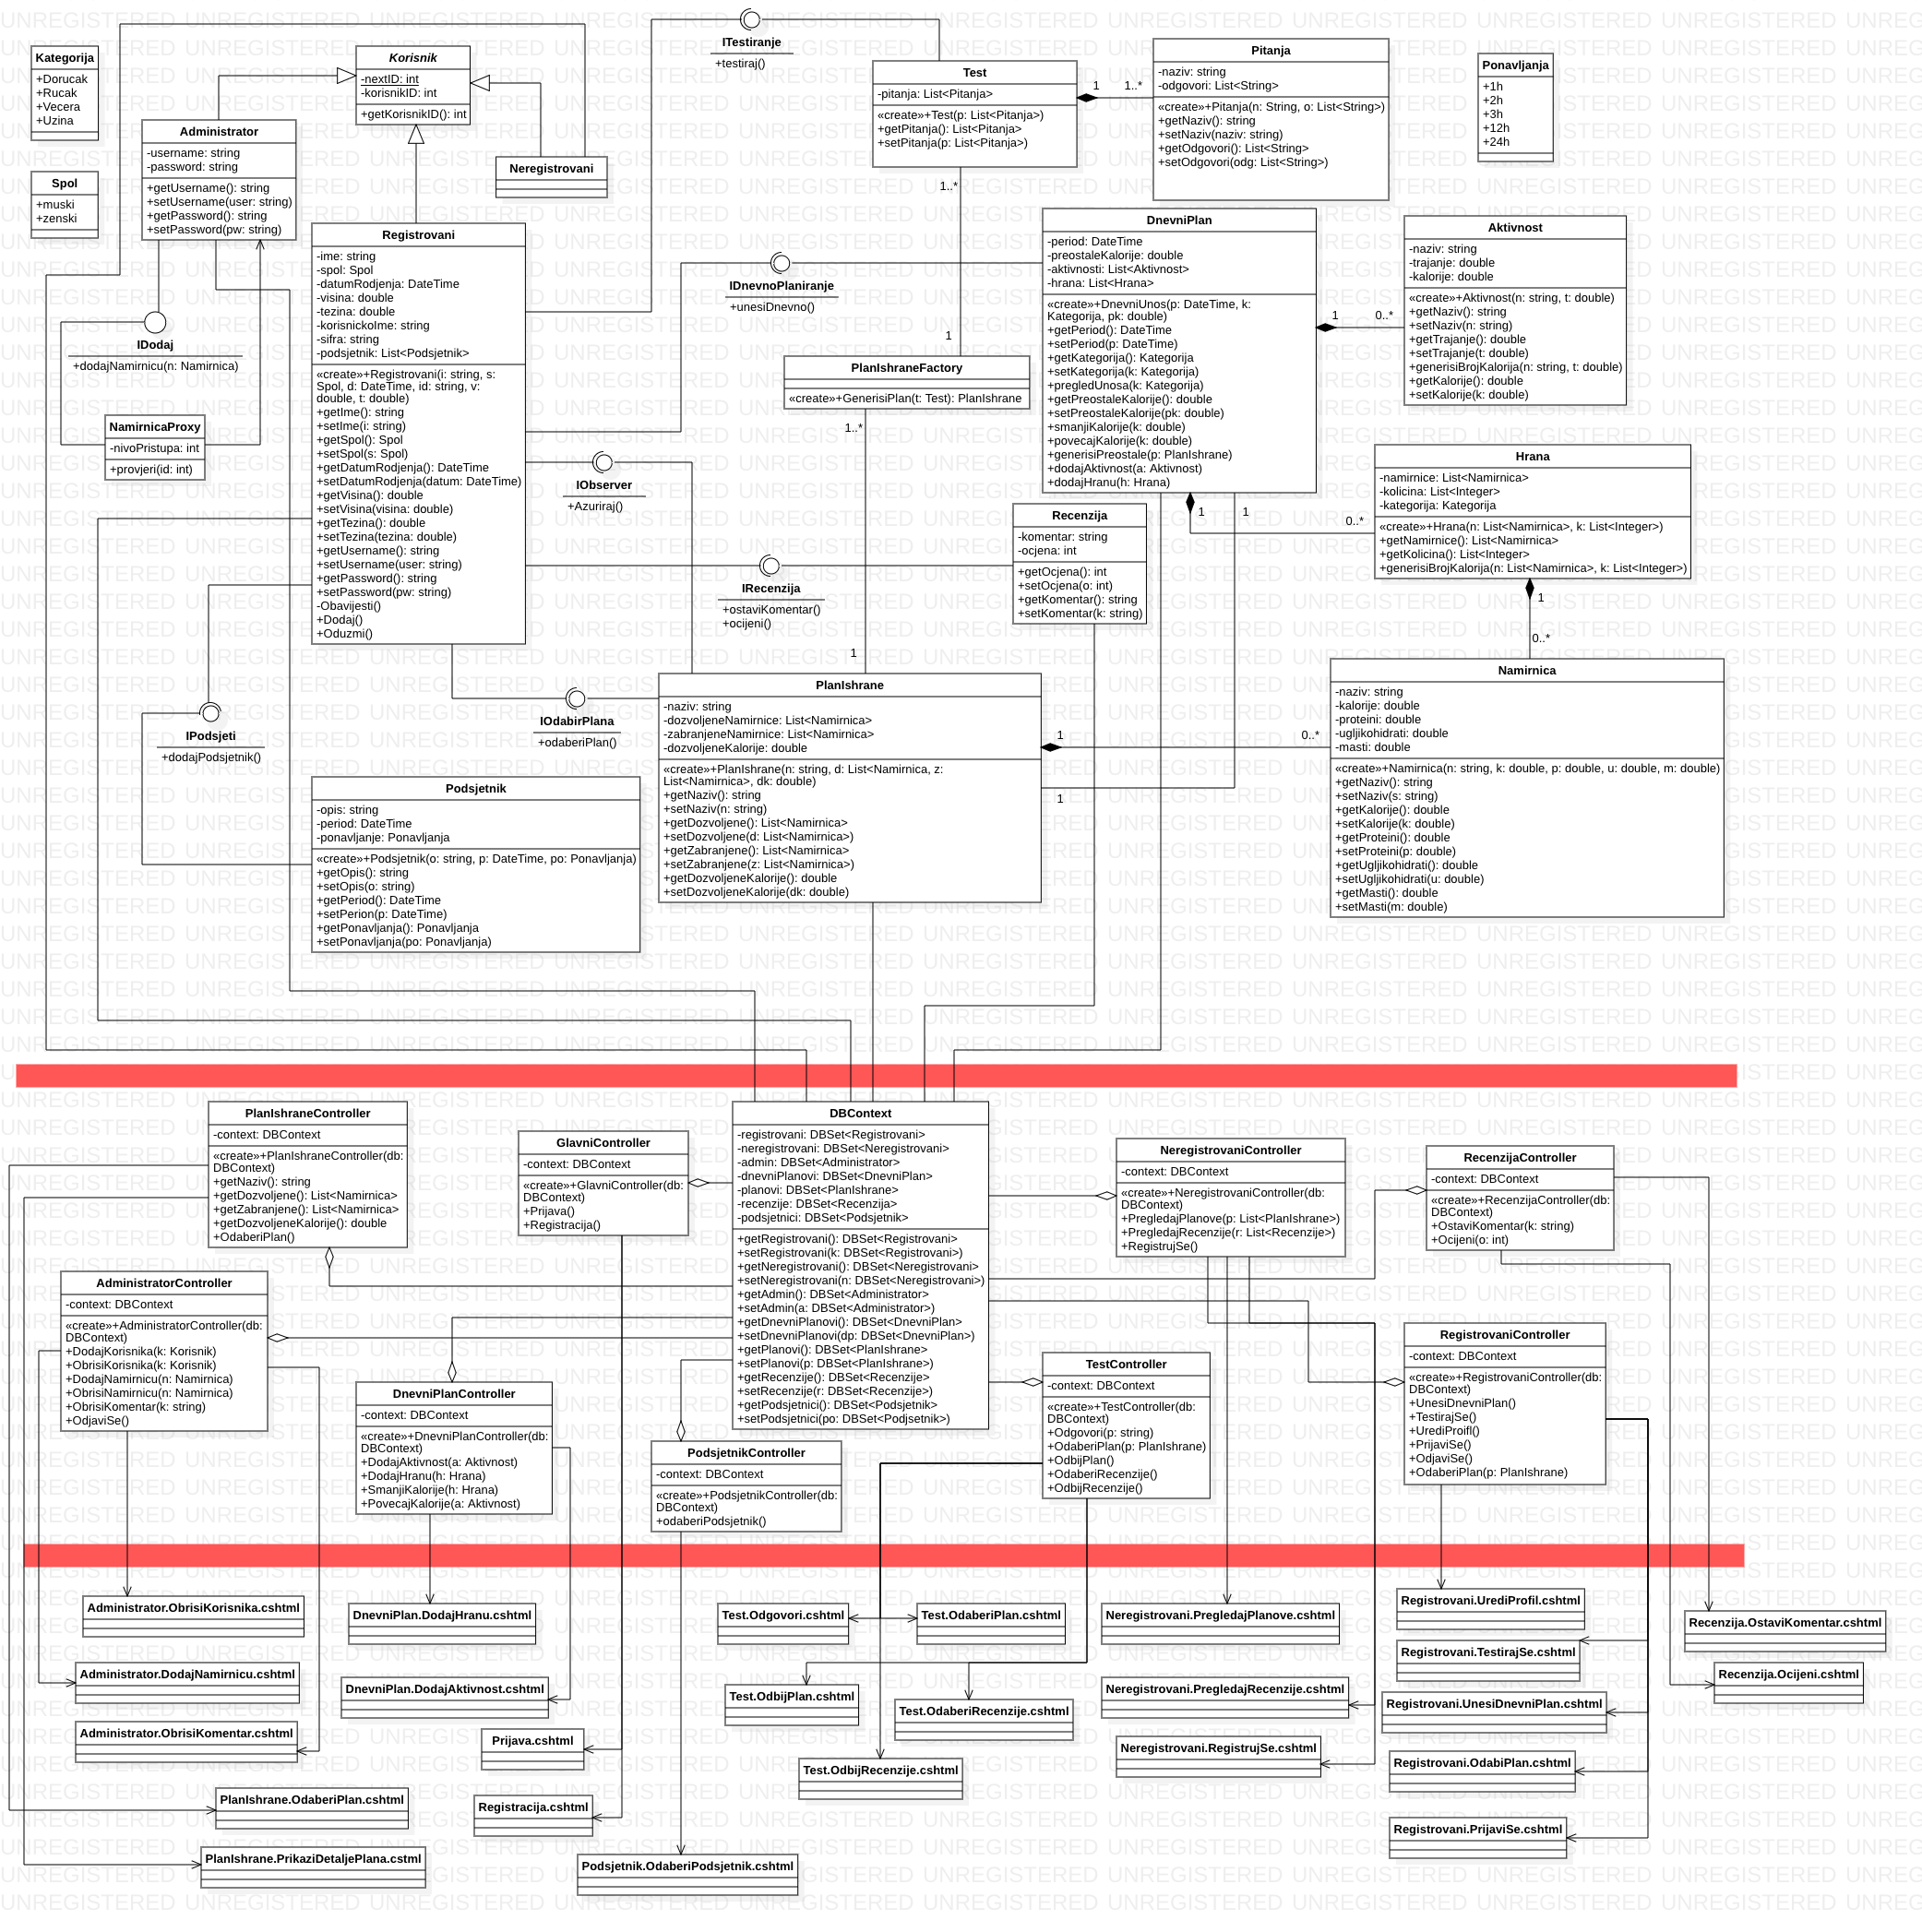 Kategorija
+Dorucak
+Rucak
+Vecera
+Uzina
Spol
+muski
+zenski
Korisnik
-nextID: int
-korisnikID: int
+getKorisnikID(): int
Administrator
-username: string
-password: string
+getUsername(): string
+setUsername(user: string)
+getPassword(): string
+setPassword(pw: string)
Neregistrovani
ITestiranje
+testiraj()
Test
-pitanja: List<Pitanja>
«create»+Test(p: List<Pitanja>)
+getPitanja(): List<Pitanja>
+setPitanja(p: List<Pitanja>)
1
1..*
Pitanja
-naziv: string
-odgovori: List<String>
«create»+Pitanja(n: String, o: List<String>)
+getNaziv(): string
+setNaziv(naziv: string)
+getOdgovori(): List<String>
+setOdgovori(odg: List<String>)
Ponavljanja
+1h
+2h
+3h
+12h
+24h
1..*
1
Registrovani
-ime: string
-spol: Spol
-datumRodjenja: DateTime
-visina: double
-tezina: double
-korisnickoIme: string
-sifra: string
-podsjetnik: List<Podsjetnik>
«create»+Registrovani(i: string, s:
Spol, d: DateTime, id: string, v:
double, t: double)
+getIme(): string
+setIme(i: string)
+getSpol(): Spol
+setSpol(s: Spol)
+getDatumRodjenja(): DateTime
+setDatumRodjenja(datum: DateTime)
+getVisina(): double
+setVisina(visina: double)
+getTezina(): double
+setTezina(tezina: double)
+getUsername(): string
+setUsername(user: string)
+getPassword(): string
+setPassword(pw: string)
-Obavijesti()
+Dodaj()
+Oduzmi()
IDodaj
+dodajNamirnicu(n: Namirnica)
NamirnicaProxy
-nivoPristupa: int
+provjeri(id: int)
IDnevnoPlaniranje
+unesiDnevno()
DnevniPlan
-period: DateTime
-preostaleKalorije: double
-aktivnosti: List<Aktivnost>
-hrana: List<Hrana>
«create»+DnevniUnos(p: DateTime, k:
Kategorija, pk: double)
+getPeriod(): DateTime
+setPeriod(p: DateTime)
+getKategorija(): Kategorija
+setKategorija(k: Kategorija)
+pregledUnosa(k: Kategorija)
+getPreostaleKalorije(): double
+setPreostaleKalorije(pk: double)
+smanjiKalorije(k: double)
+povecajKalorije(k: double)
+generisiPreostale(p: PlanIshrane)
+dodajAktivnost(a: Aktivnost)
+dodajHranu(h: Hrana)
1
0..*
Aktivnost
-naziv: string
-trajanje: double
-kalorije: double
«create»+Aktivnost(n: string, t: double)
+getNaziv(): string
+setNaziv(n: string)
+getTrajanje(): double
+setTrajanje(t: double)
+generisiBrojKalorija(n: string, t: double)
+getKalorije(): double
+setKalorije(k: double)
PlanIshraneFactory
«create»+GenerisiPlan(t: Test): PlanIshrane
1..*
1
IObserver
+Azuriraj()
IRecenzija
+ostaviKomentar()
+ocijeni()
Recenzija
-komentar: string
-ocjena: int
+getOcjena(): int
+setOcjena(o: int)
+getKomentar(): string
+setKomentar(k: string)
1
0..*
1
1
Hrana
-namirnice: List<Namirnica>
-kolicina: List<Integer>
-kategorija: Kategorija
«create»+Hrana(n: List<Namirnica>, k: List<Integer>)
+getNamirnice(): List<Namirnica>
+getKolicina(): List<Integer>
+generisiBrojKalorija(n: List<Namirnica>, k: List<Integer>)
1
0..*
IPodsjeti
+dodajPodsjetnik()
IOdabirPlana
+odaberiPlan()
PlanIshrane
-naziv: string
-dozvoljeneNamirnice: List<Namirnica>
-zabranjeneNamirnice: List<Namirnica>
-dozvoljeneKalorije: double
«create»+PlanIshrane(n: string, d: List<Namirnica, z:
List<Namirnica>, dk: double)
+getNaziv(): string
+setNaziv(n: string)
+getDozvoljene(): List<Namirnica>
+setDozvoljene(d: List<Namirnica>)
+getZabranjene(): List<Namirnica>
+setZabranjene(z: List<Namirnica>)
+getDozvoljeneKalorije(): double
+setDozvoljeneKalorije(dk: double)
1
0..*
Namirnica
-naziv: string
-kalorije: double
-proteini: double
-ugljikohidrati: double
-masti: double
«create»+Namirnica(n: string, k: double, p: double, u: double, m: double)
+getNaziv(): string
+setNaziv(s: string)
+getKalorije(): double
+setKalorije(k: double)
+getProteini(): double
+setProteini(p: double)
+getUgljikohidrati(): double
+setUgljikohidrati(u: double)
+getMasti(): double
+setMasti(m: double)
Podsjetnik
-opis: string
-period: DateTime
-ponavljanje: Ponavljanja
«create»+Podsjetnik(o: string, p: DateTime, po: Ponavljanja)
+getOpis(): string
+setOpis(o: string)
+getPeriod(): DateTime
+setPerion(p: DateTime)
+getPonavljanja(): Ponavljanja
+setPonavljanja(po: Ponavljanja)
PlanIshraneController
-context: DBContext
«create»+PlanIshraneController(db:
DBContext)
+getNaziv(): string
+getDozvoljene(): List<Namirnica>
+getZabranjene(): List<Namirnica>
+getDozvoljeneKalorije(): double
+OdaberiPlan()
GlavniController
-context: DBContext
«create»+GlavniController(db:
DBContext)
+Prijava()
+Registracija()
DBContext
-registrovani: DBSet<Registrovani>
-neregistrovani: DBSet<Neregistrovani>
-admin: DBSet<Administrator>
-dnevniPlanovi: DBSet<DnevniPlan>
-planovi: DBSet<PlanIshrane>
-recenzije: DBSet<Recenzija>
-podsjetnici: DBSet<Podsjetnik>
+getRegistrovani(): DBSet<Registrovani>
+setRegistrovani(k: DBSet<Registrovani>)
+getNeregistrovani(): DBSet<Neregistrovani>
+setNeregistrovani(n: DBSet<Neregistrovani>)
+getAdmin(): DBSet<Administrator>
+setAdmin(a: DBSet<Administrator>)
+getDnevniPlanovi(): DBSet<DnevniPlan>
+setDnevniPlanovi(dp: DBSet<DnevniPlan>)
+getPlanovi(): DBSet<PlanIshrane>
+setPlanovi(p: DBSet<PlanIshrane>)
+getRecenzije(): DBSet<Recenzije>
+setRecenzije(r: DBSet<Recenzije>)
+getPodsjetnici(): DBSet<Podsjetnik>
+setPodsjetnici(po: DBSet<Podjsetnik>)
NeregistrovaniController
-context: DBContext
«create»+NeregistrovaniController(db:
DBContext)
+PregledajPlanove(p: List<PlanIshrane>)
+PregledajRecenzije(r: List<Recenzije>)
+RegistrujSe()
RecenzijaController
-context: DBContext
«create»+RecenzijaController(db:
DBContext)
+OstaviKomentar(k: string)
+Ocijeni(o: int)
AdministratorController
-context: DBContext
«create»+AdministratorController(db:
DBContext)
+DodajKorisnika(k: Korisnik)
+ObrisiKorisnika(k: Korisnik)
+DodajNamirnicu(n: Namirnica)
+ObrisiNamirnicu(n: Namirnica)
+ObrisiKomentar(k: string)
+OdjaviSe()
DnevniPlanController
-context: DBContext
«create»+DnevniPlanController(db:
DBContext)
+DodajAktivnost(a: Aktivnost)
+DodajHranu(h: Hrana)
+SmanjiKalorije(h: Hrana)
+PovecajKalorije(a: Aktivnost)
PodsjetnikController
-context: DBContext
«create»+PodsjetnikController(db:
DBContext)
+odaberiPodsjetnik()
TestController
-context: DBContext
«create»+TestController(db:
DBContext)
+Odgovori(p: string)
+OdaberiPlan(p: PlanIshrane)
+OdbijPlan()
+OdaberiRecenzije()
+OdbijRecenzije()
RegistrovaniController
-context: DBContext
«create»+RegistrovaniController(db:
DBContext)
+UnesiDnevniPlan()
+TestirajSe()
+UrediProifl()
+PrijaviSe()
+OdjaviSe()
+OdaberiPlan(p: PlanIshrane)
Administrator.ObrisiKorisnika.cshtml
Administrator.DodajNamirnicu.cshtml
Administrator.ObrisiKomentar.cshtml
DnevniPlan.DodajHranu.cshtml
DnevniPlan.DodajAktivnost.cshtml
Prijava.cshtml
Registracija.cshtml
PlanIshrane.OdaberiPlan.cshtml
PlanIshrane.PrikaziDetaljePlana.cstml
Podsjetnik.OdaberiPodsjetnik.cshtml
Test.Odgovori.cshtml
Test.OdaberiPlan.cshtml
Test.OdbijPlan.cshtml
Test.OdaberiRecenzije.cshtml
Test.OdbijRecenzije.cshtml
Neregistrovani.PregledajPlanove.cshtml
Neregistrovani.PregledajRecenzije.cshtml
Neregistrovani.RegistrujSe.cshtml
Registrovani.UrediProfil.cshtml
Registrovani.TestirajSe.cshtml
Registrovani.UnesiDnevniPlan.cshtml
Registrovani.OdabiPlan.cshtml
Registrovani.PrijaviSe.cshtml
Recenzija.OstaviKomentar.cshtml
Recenzija.Ocijeni.cshtml